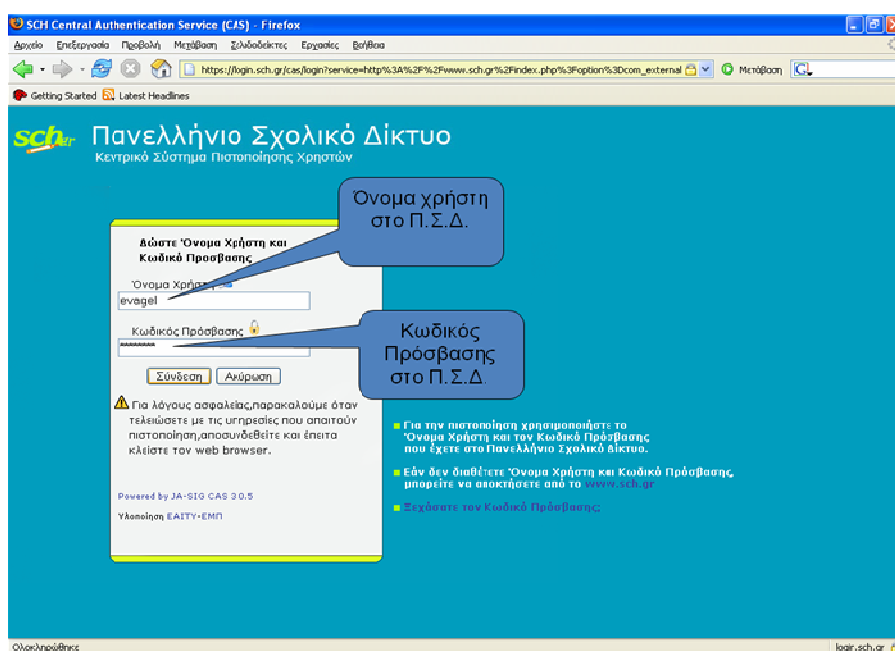 SCH Central Authentication Service (CAS) - Firefox
Αρχείο Επεξεργασία Προβολή Μετάβαση Σελιδοδείκτες Εργασίες Βοήθεια
https://login.sch.gr/cas/login?service=http%3A%2F%2Fwww.sch.gr%2Findex.php%3Foption%3Dcom_external Μετάβαση
Getting Started Latest Headlines
sch.gr Πανελλήνιο Σχολικό Δίκτυο
Κεντρικό Σύστημα Πιστοποίησης Χρηστών
Όνομα χρήστη
στο Π.Σ.Δ.
Δώστε Όνομα Χρήστη και
Κωδικό Προσβασης
Όνομα Χρήστη
evagel
Κωδικός Πρόσβασης
********
Κωδικός
Πρόσβασης
στο Π.Σ.Δ.
Σύνδεση Ακύρωση
Για λόγους ασφαλείας,παρακαλούμε όταν
τελειώσετε με τις υπηρεσίες που απαιτούν
πιστοποίηση,αποσυνδεθείτε και έπειτα
κλείστε τον web browser.
Powered by JA-SIG CAS 3.0.5
Υλοποίηση ΕΑΙΤΥ-ΕΜΠ
Για την πιστοποίηση χρησιμοποιήστε το
Όνομα Χρήστη και τον Κωδικό Πρόσβασης
που έχετε στο Πανελλήνιο Σχολικό Δίκτυο.
Εάν δεν διαθέτετε Όνομα Χρήστη και Κωδικό Πρόσβασης,
μπορείτε να αποκτήσετε από το www.sch.gr
Ξεχάσατε τον Κωδικό Πρόσβασης;
Ολοκληρώθηκε login.sch.gr